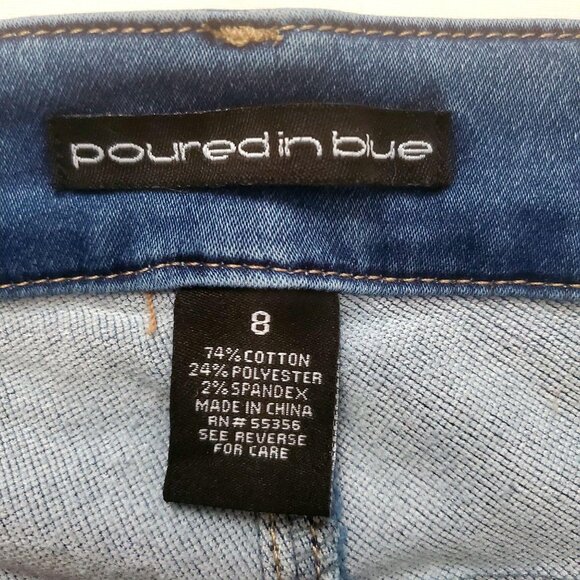 poured in blue
8
74% COTTON
24% POLYESTER
2% SPANDEX
MADE IN CHINA
RN# 55356
SEE REVERSE
FOR CARE